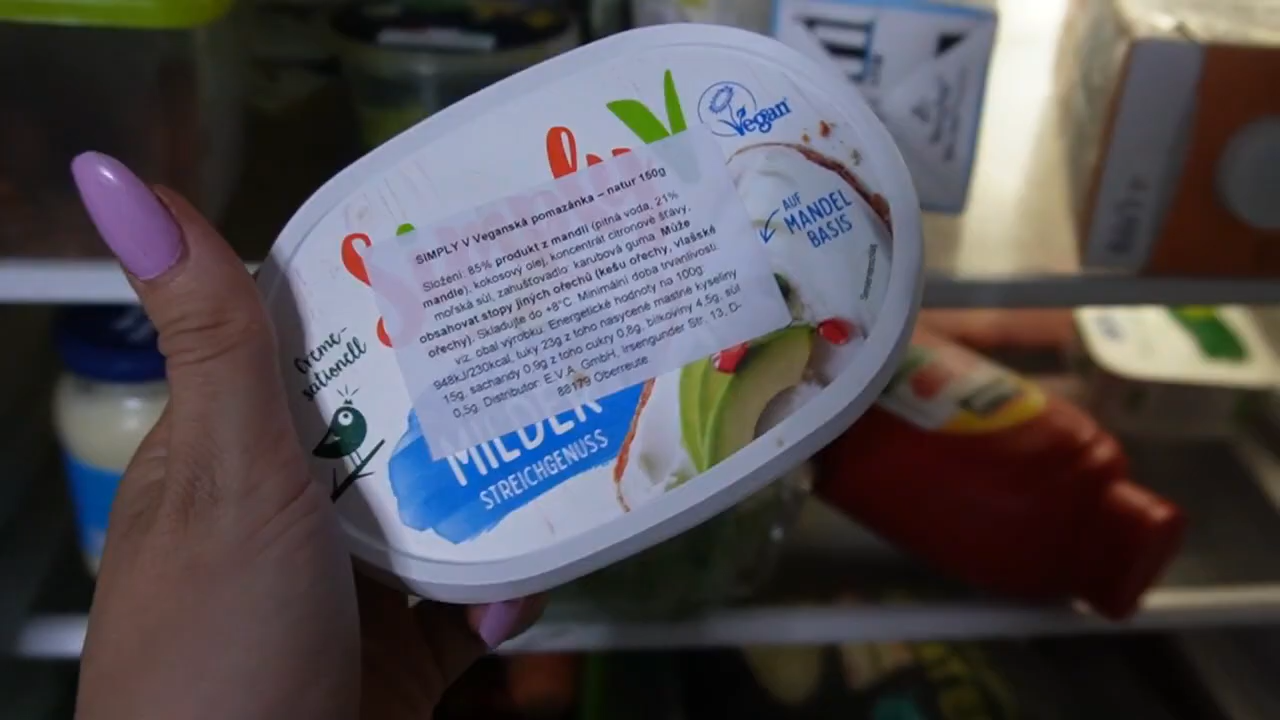 Vegan
AUF
MANDEL
BASIS
SIMPLY V Veganská pomazánka – natur 150g
Složení: 85% produkt z mandlí (pitná voda, 21%
mandle), kokosový olej, koncentrát citronové šťávy,
mořská sůl, zahušťovadlo: karubová guma. Může
obsahovat stopy jiných ořechů (kešu ořechy, vlašské
ořechy). Skladujte do +8°C. Minimální doba trvanlivosti:
viz. obal výrobku. Energetické hodnoty na 100g:
948kJ/230kcal, tuky 23g z toho nasycené mastné kyseliny
15g, sacharidy 0,9g z toho cukry 0,8g, bílkoviny 4,5g, sůl
0,5g. Distributor: E.V.A. GmbH, Irsengunder Str. 13, D-
88179 Oberreute
Creme-
sationell
MILDER
STREICHGENUSS